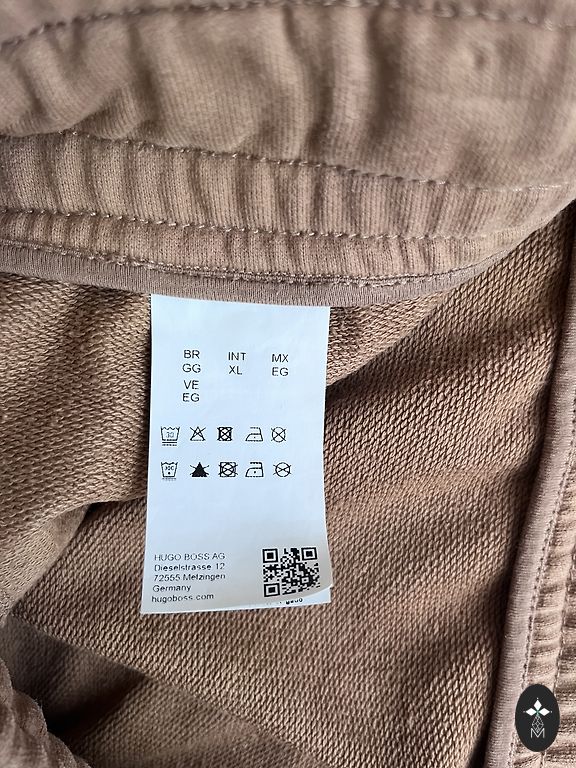 BR INT MX
GG XL EG
VE
EG
HUGO BOSS AG
Dieselstrasse 12
72555 Metzingen
Germany
hugoboss.com
M